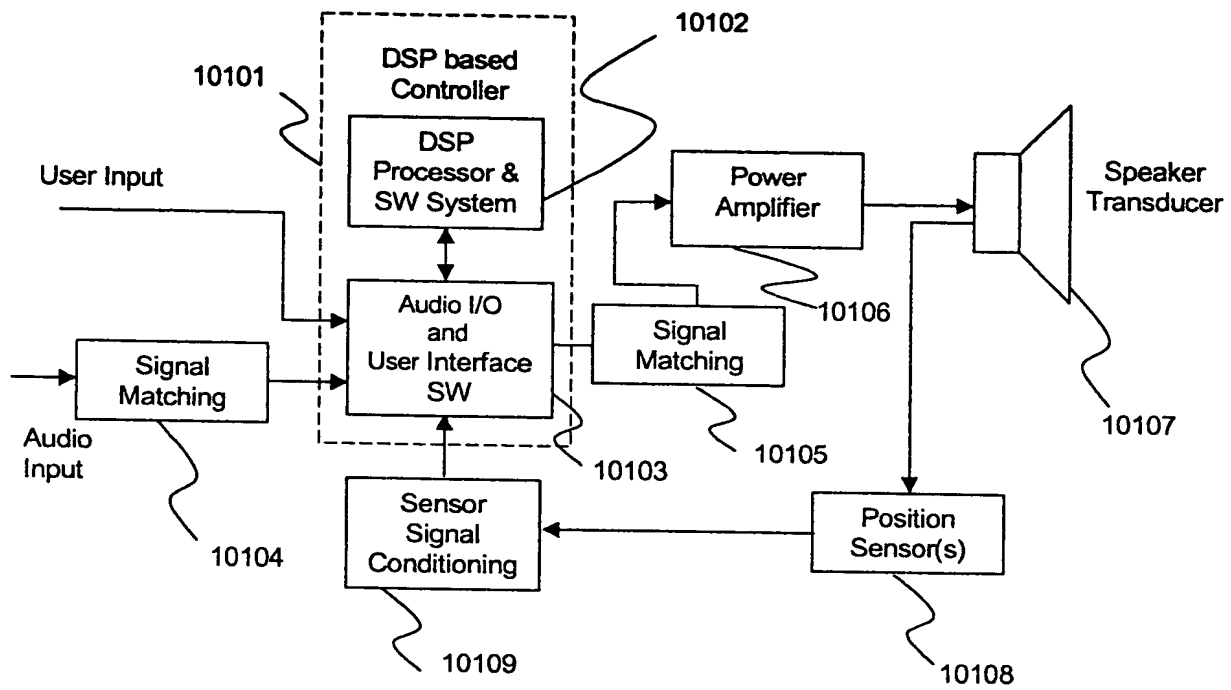 10102
DSP based
Controller
10101
DSP
Processor &
SW System
User Input
Power
Amplifier
Speaker
Transducer
Audio I/O
and
User Interface
SW
10106
Signal
Matching
Signal
Matching
10107
Audio
Input
10105
10103
10104
Sensor
Signal
Conditioning
Position
Sensor(s)
10109
10108